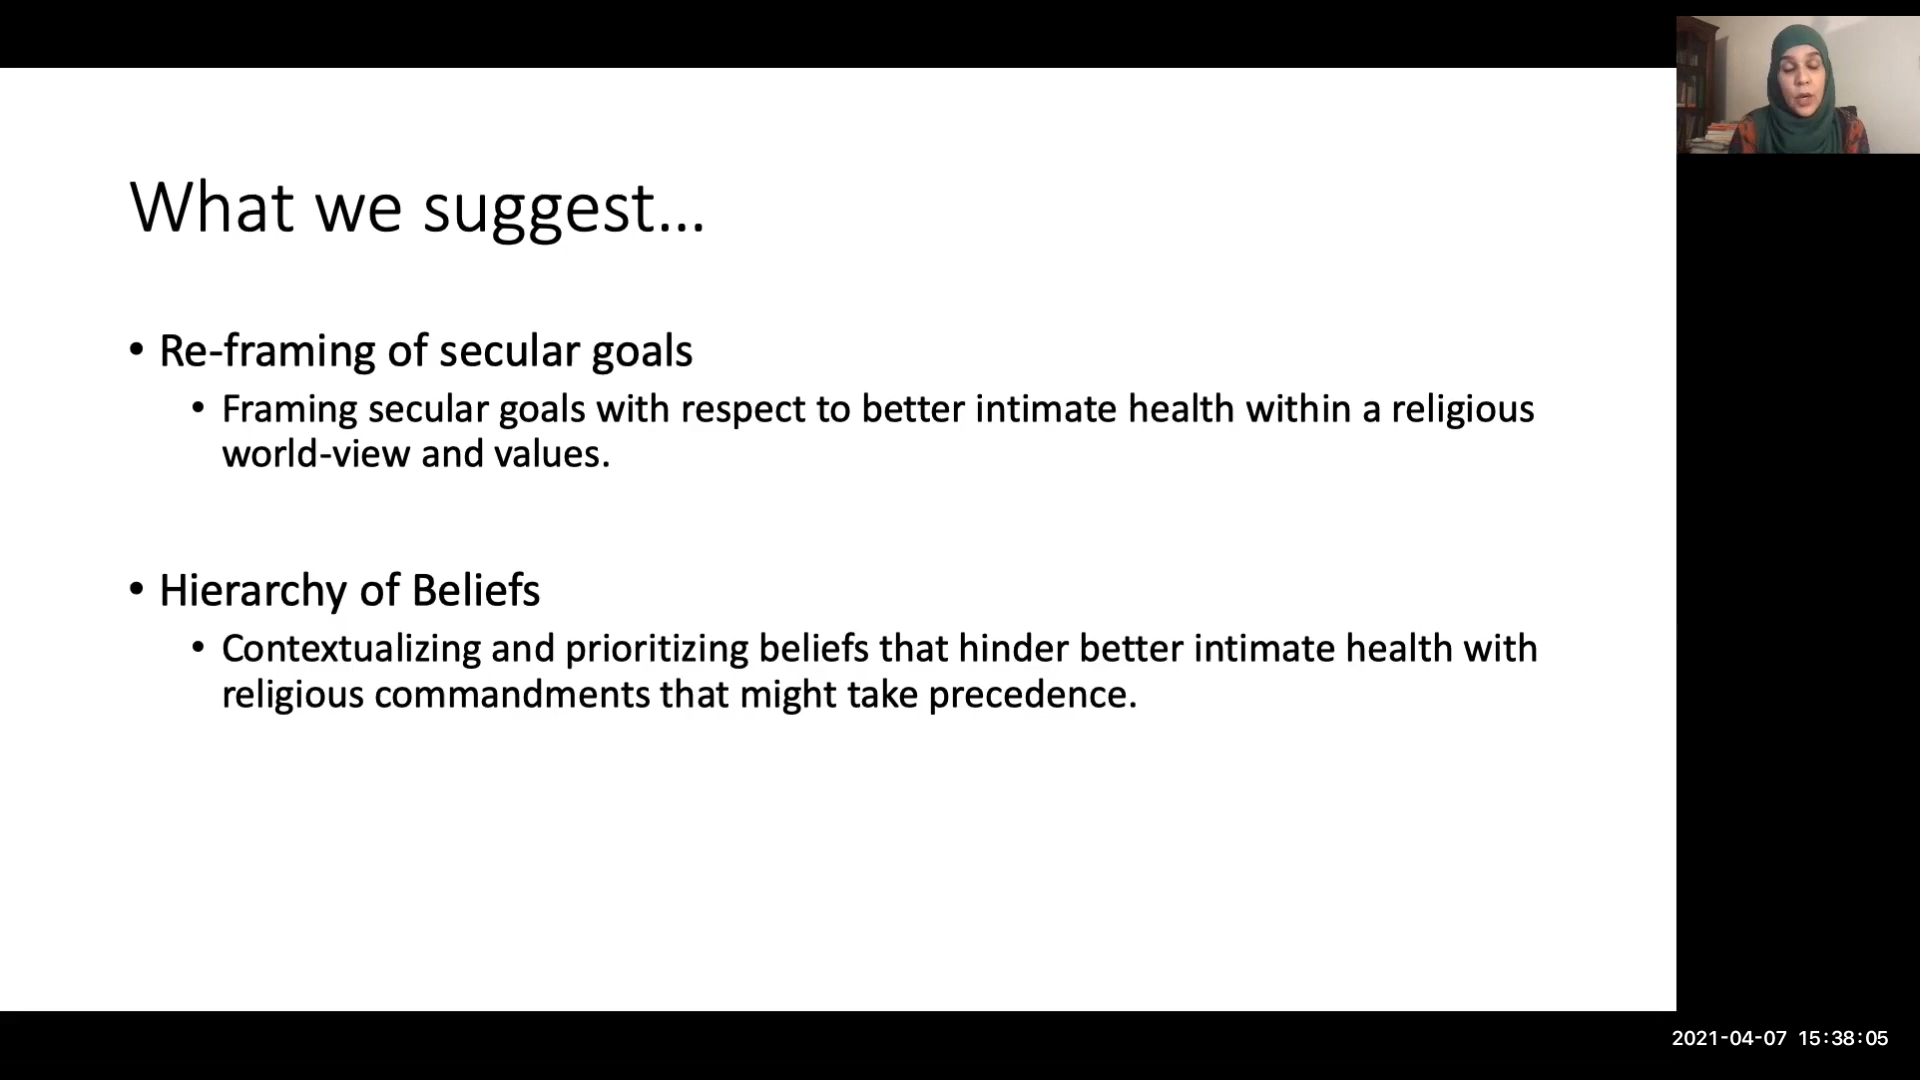 What we suggest...
• Re-framing of secular goals
• Framing secular goals with respect to better intimate health within a religious
world-view and values.
• Hierarchy of Beliefs
• Contextualizing and prioritizing beliefs that hinder better intimate health with
religious commandments that might take precedence.
2021-04-07 15:38:05